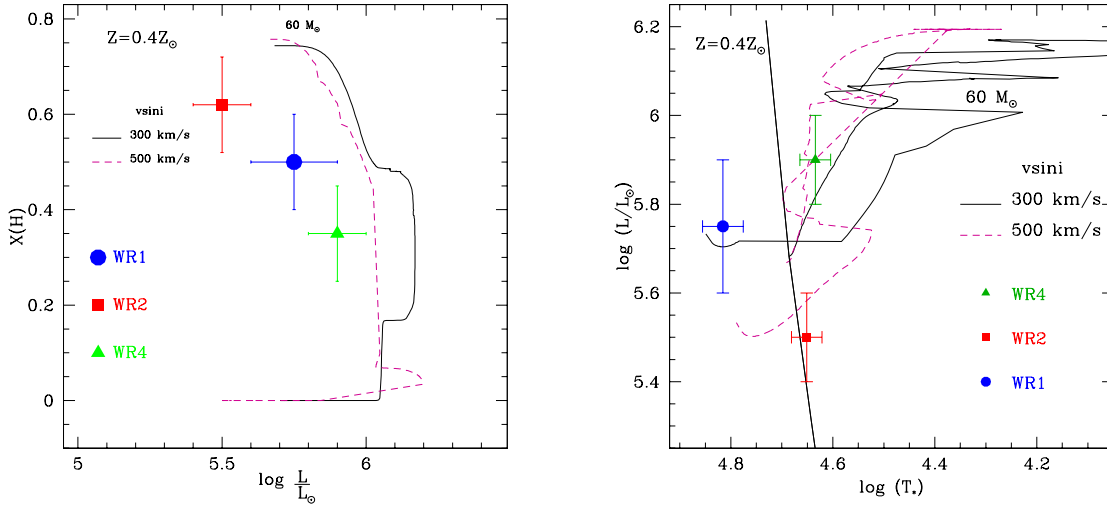 60 M⊙
Z=0.4Z⊙
vsini
300 km/s
500 km/s
WR1
WR2
WR4
X(H)
0.8
0.6
0.4
0.2
0
5
5.5
6
log L/L⊙
Z=0.4Z⊙
60 M⊙
vsini
300 km/s
500 km/s
WR4
WR2
WR1
log (L/L⊙)
6.2
6
5.8
5.6
5.4
4.8
4.6
4.4
4.2
log (T*)